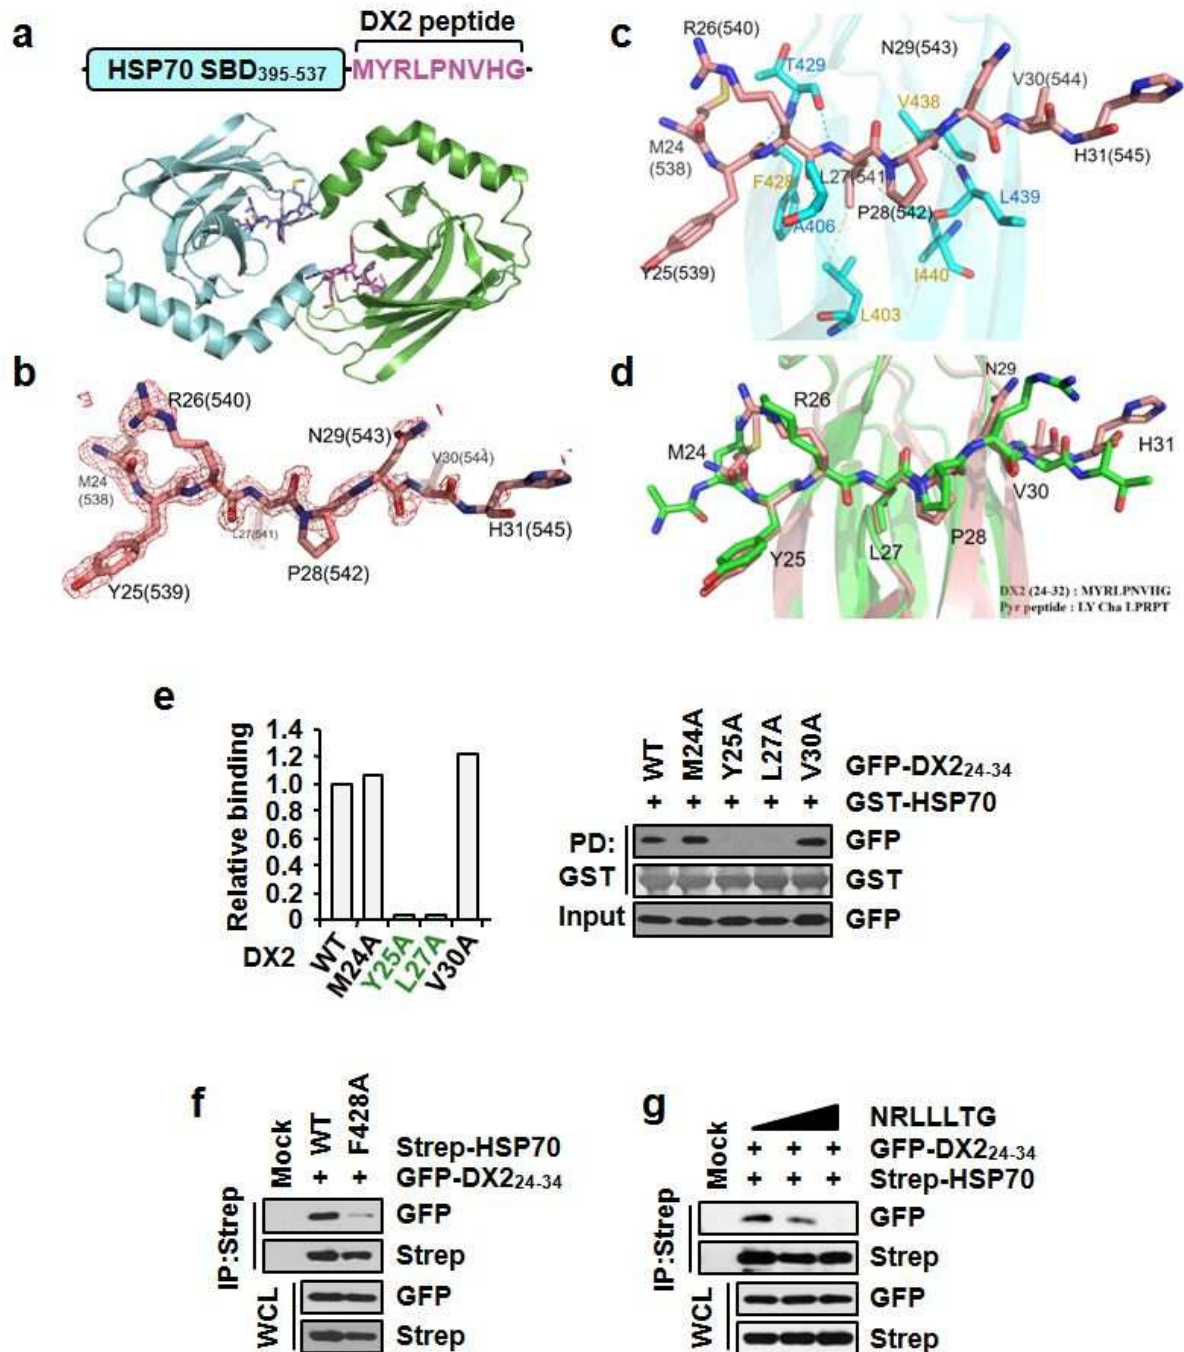 a
DX2 peptide
HSP70 SBD395-537
MYRLPNVHG
b
R26(540)
N29(543)
V30(544)
M24
(538)
L27(541)
H31(545)
P28(542)
Y25(539)
c
R26(540)
N29(543)
T429
V30(544)
V438
M24
(538)
H31(545)
F428
L27(541)
L439
P28(542)
A406
I440
Y25(539)
L403
d
N29
R26
M24
H31
V30
P28
L27
Y25
DX2 (24-32) : MYRLPNVHG
Pyr peptide : LY Cha LPRPT
e
Relative binding
1.4
1.2
1.0
0.8
0.6
0.4
0.2
0
DX2
WT
M24A
Y25A
L27A
V30A
WT M24A Y25A L27A V30A
GFP-DX224-34
+ + + + + GST-HSP70
PD:
GST
GFP
GST
Input GFP
f
Mock WT F428A
Strep-HSP70
+ + GFP-DX224-34
IP:Strep
GFP
Strep
WCL
GFP
Strep
g
Mock
NRLLLTG
+ + + GFP-DX224-34
+ + + Strep-HSP70
IP:Strep
GFP
Strep
WCL
GFP
Strep